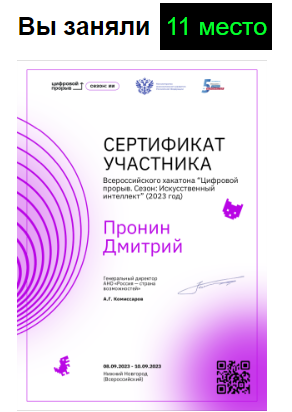 Вы заняли 11 место
цифровой
прорыв
сезон: ии
СЕРТИФИКАТ
УЧАСТНИКА
Всероссийского хакатона "Цифровой
прорыв. Сезон: Искусственный
интеллект" (2023 год)
Пронин
Дмитрий
Генеральный директор
АНО «Россия — страна
возможностей»
А.Г. Комиссаров
08.09.2023 - 10.09.2023
Нижний Новгород
(Всероссийский)